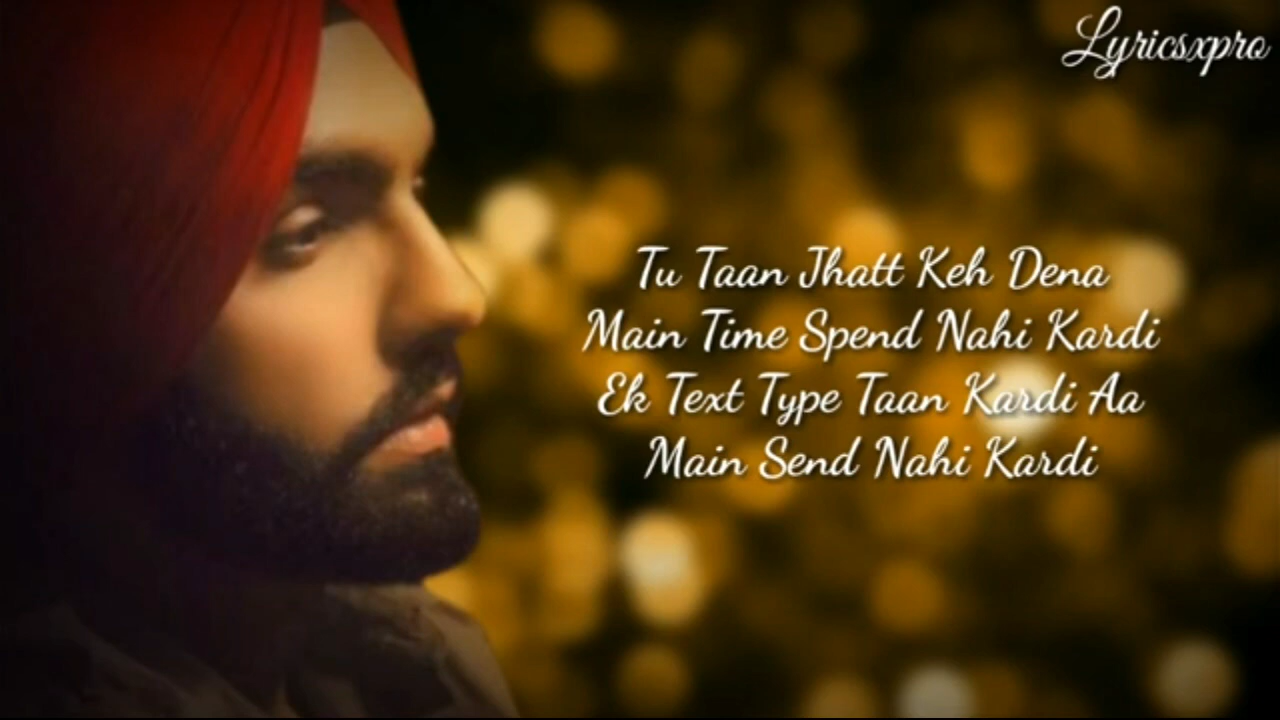 Lyricsxpro
Tu Taan Jhatt Keh Dena
Main Time Spend Nahi Kardi
Ek Text Type Taan Kardi Aa
Main Send Nahi Kardi